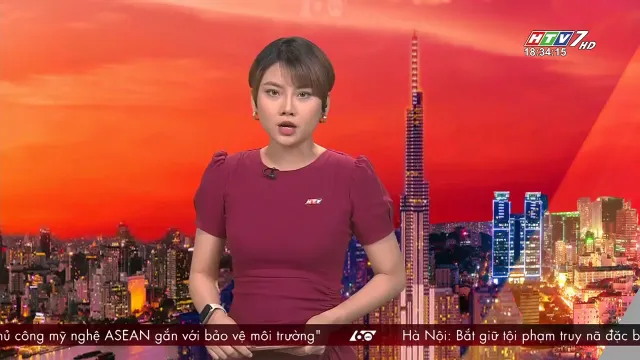 HTV7 HD
18:34:15
HTV
hủ công mỹ nghệ ASEAN gắn với bảo vệ môi trường"
Hà Nội: Bắt giữ tội phạm truy nã đặc b